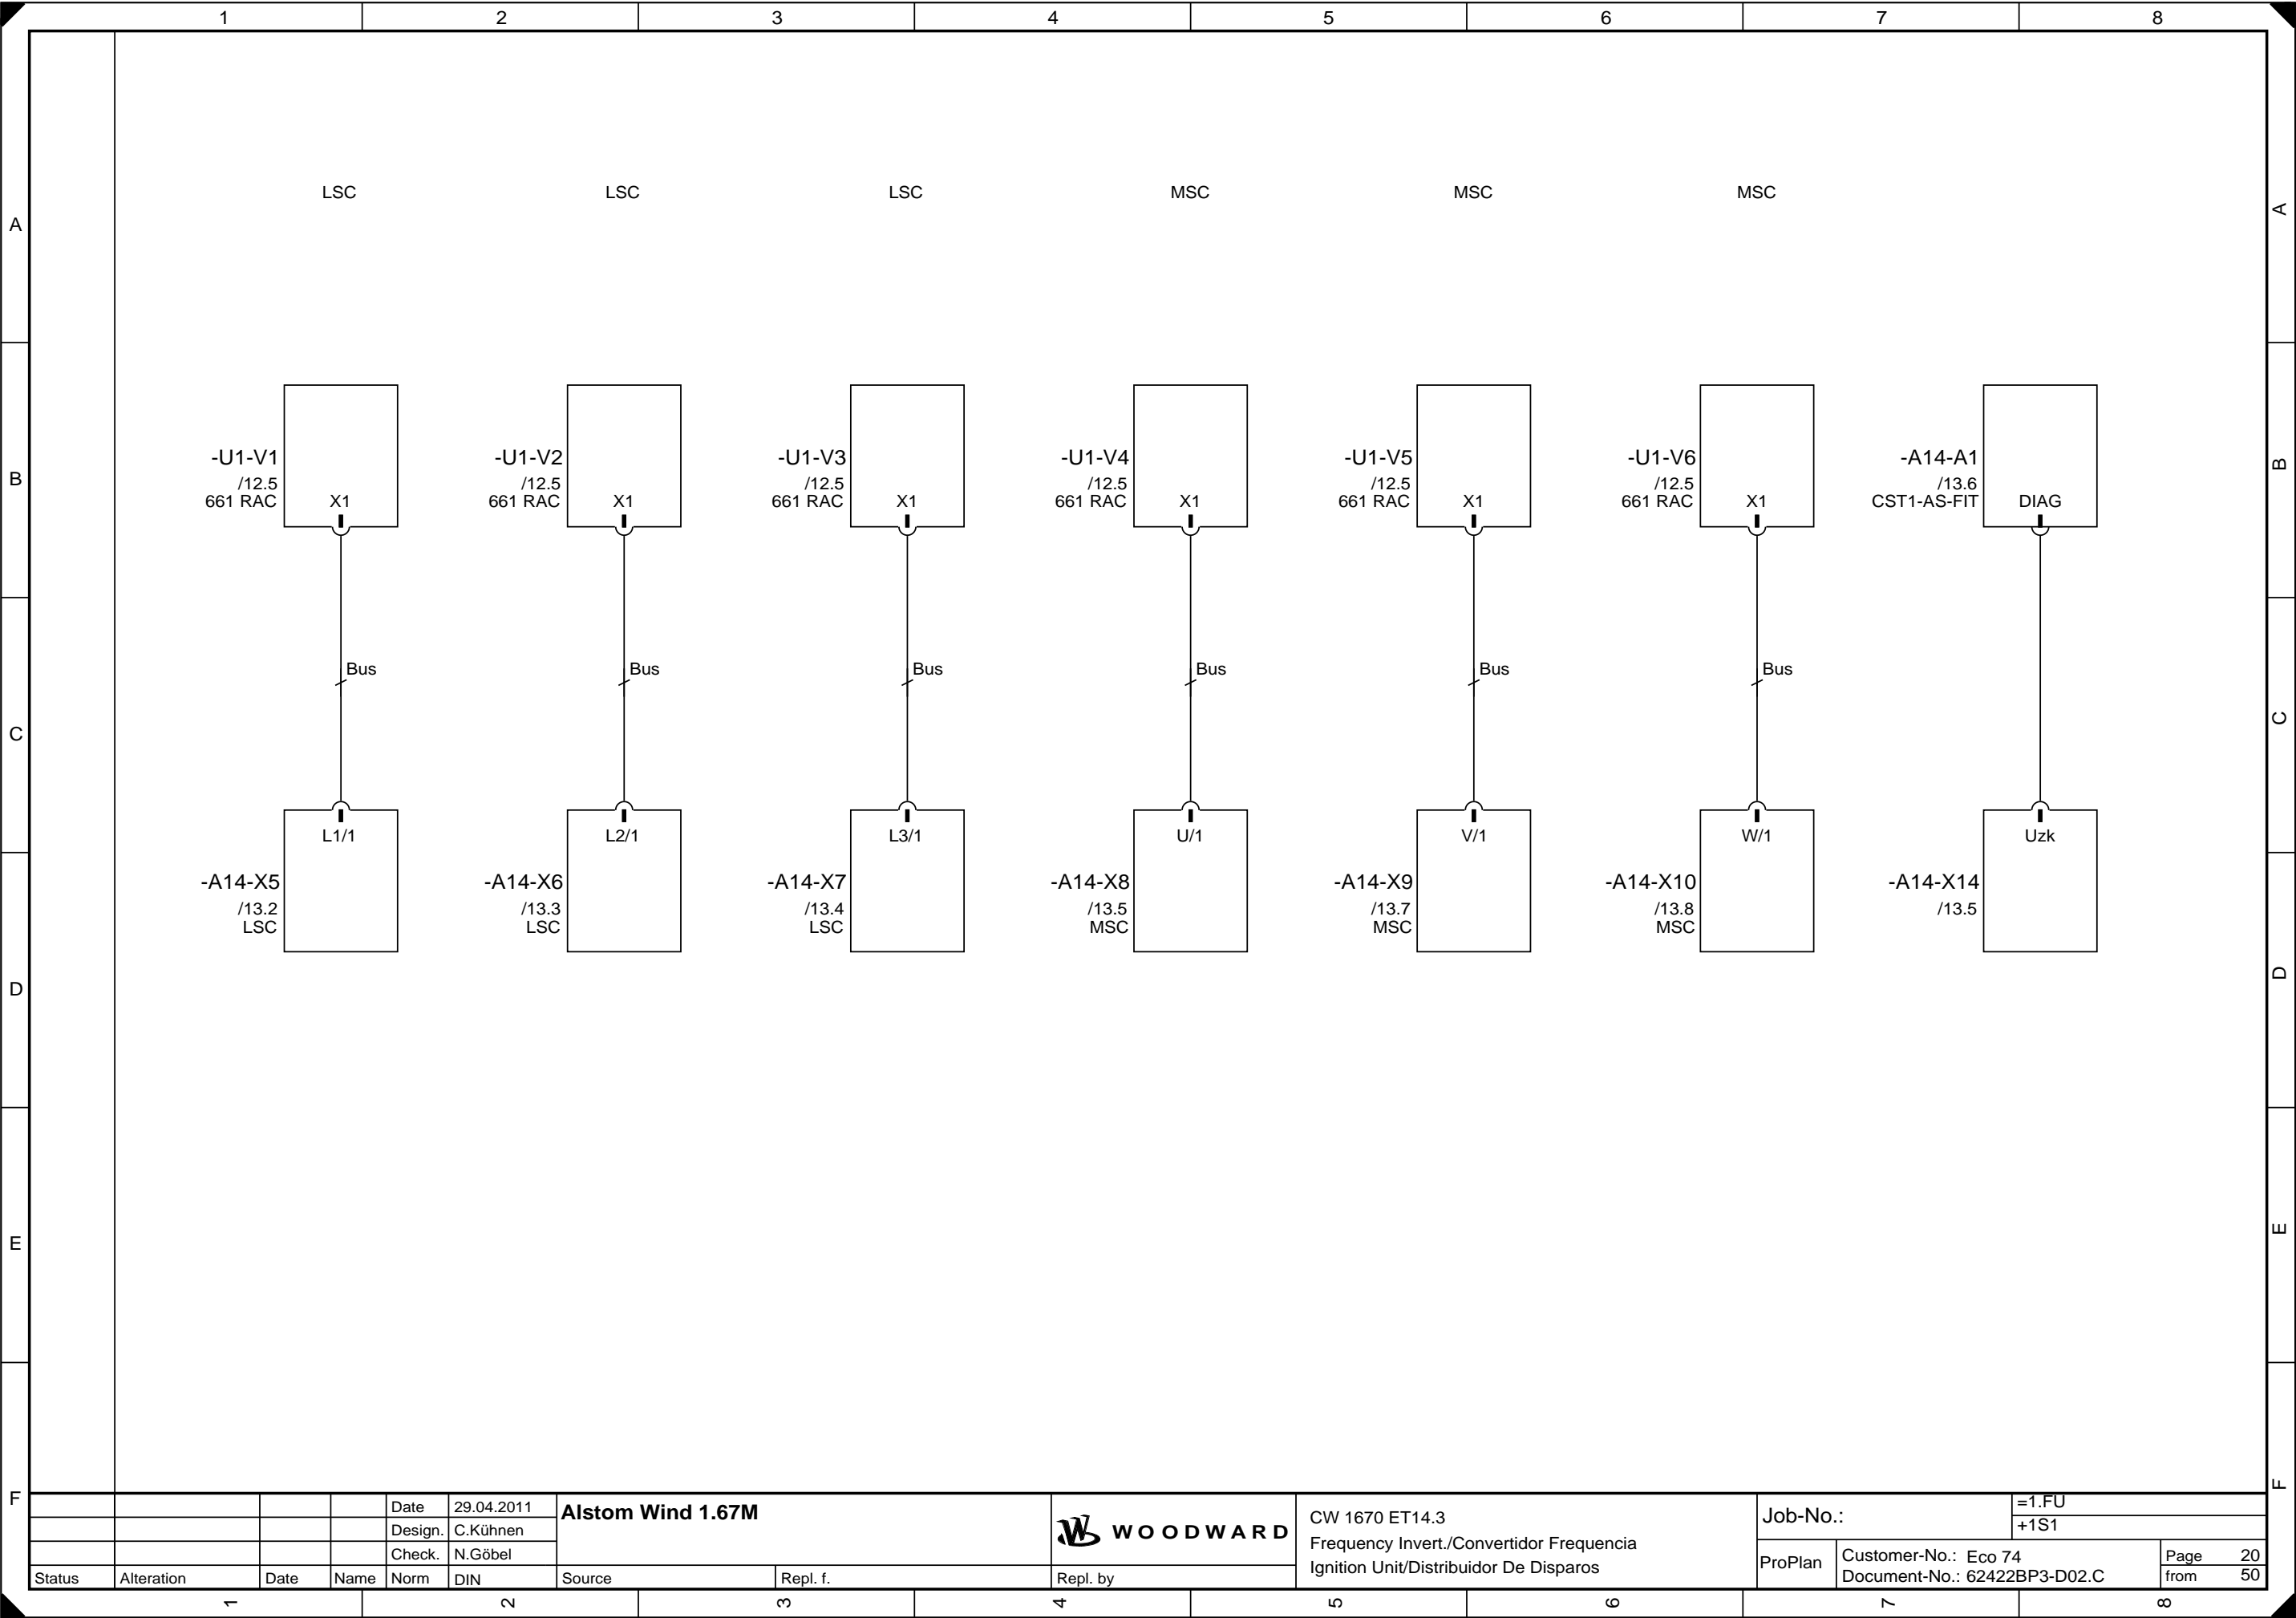 1 2 3 4 5 6 7 8
LSC LSC LSC MSC MSC MSC
A A
-U1-V1 -U1-V2 -U1-V3 -U1-V4 -U1-V5 -U1-V6 -A14-A1
B B
/12.5 /12.5 /12.5 /12.5 /12.5 /12.5 /13.6
661 RAC X1 661 RAC X1 661 RAC X1 661 RAC X1 661 RAC X1 661 RAC X1 CST1-AS-FIT DIAG
Bus Bus Bus Bus Bus Bus
C C
L1/1 L2/1 L3/1 U/1 V/1 W/1 Uzk
-A14-X5 -A14-X6 -A14-X7 -A14-X8 -A14-X9 -A14-X10 -A14-X14
/13.2 /13.3 /13.4 /13.5 /13.7 /13.8 /13.5
LSC LSC LSC MSC MSC MSC
D D
E E
F F
Date 29.04.2011
Design. C.Kühnen
Check. N.Göbel
Status Alteration Date Name Norm DIN
Alstom Wind 1.67M
Source Repl. f. Repl. by
W WOODWARD
CW 1670 ET14.3
Frequency Invert./Convertidor Frequencia
Ignition Unit/Distribuidor De Disparos
Job-No.: =1.FU
+1S1
ProPlan Customer-No.: Eco 74
Document-No.: 62422BP3-D02.C
Page 20
from 50
1 2 3 4 5 6 7 8